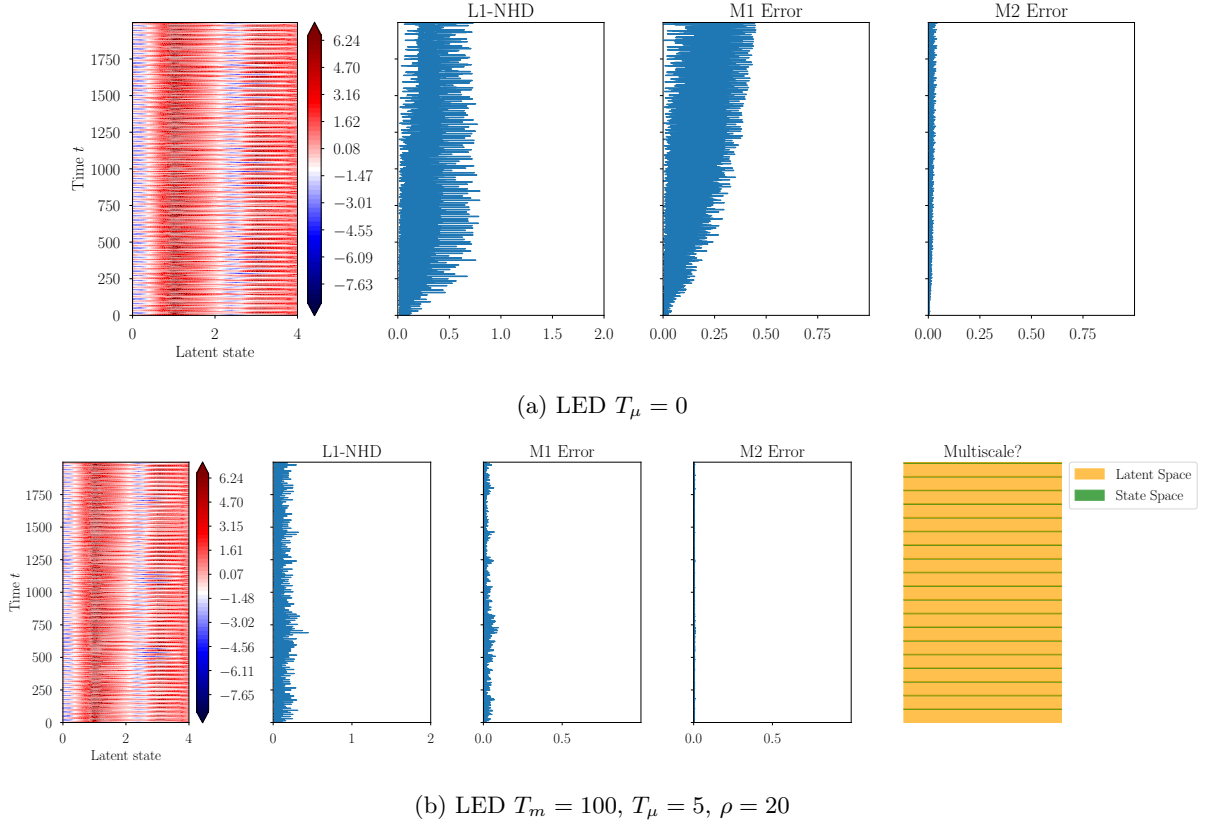 L1-NHD M1 Error M2 Error
6.24
4.70
3.16
1.62
0.08
−1.47
−3.01
−4.55
−6.09
−7.63
1750
1500
1250
1000
750
500
250
0
Time t
0 2 4
Latent state
0.0 0.5 1.0 1.5 2.0
0.00 0.25 0.50 0.75
0.00 0.25 0.50 0.75
(a) LED Tμ = 0
L1-NHD M1 Error M2 Error Multiscale?
6.24
4.70
3.15
1.61
0.07
−1.48
−3.02
−4.56
−6.11
−7.65
1750
1500
1250
1000
750
500
250
0
Time t
0 2 4
Latent state
0 1 2
0.0 0.5
0.0 0.5
Latent Space
State Space
(b) LED Tm = 100, Tμ = 5, ρ = 20